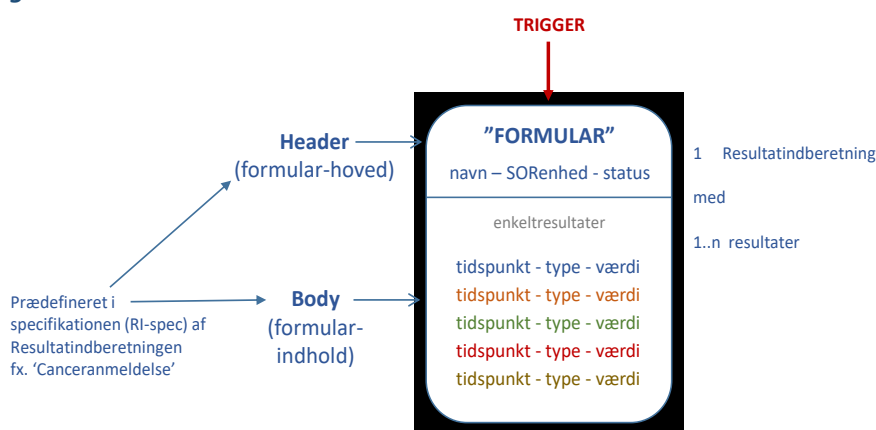 TRIGGER
Header
(formular-hoved)
”FORMULAR”
navn – SORenhed - status
enkeltresultater
tidspunkt - type - værdi
tidspunkt - type - værdi
tidspunkt - type - værdi
tidspunkt - type - værdi
tidspunkt - type - værdi
1 Resultatindberetning
med
1..n resultater
Body
(formular-
indhold)
Prædefineret i
specifikationen (RI-spec) af
Resultatindberetningen
fx. ‘Canceranmeldelse’